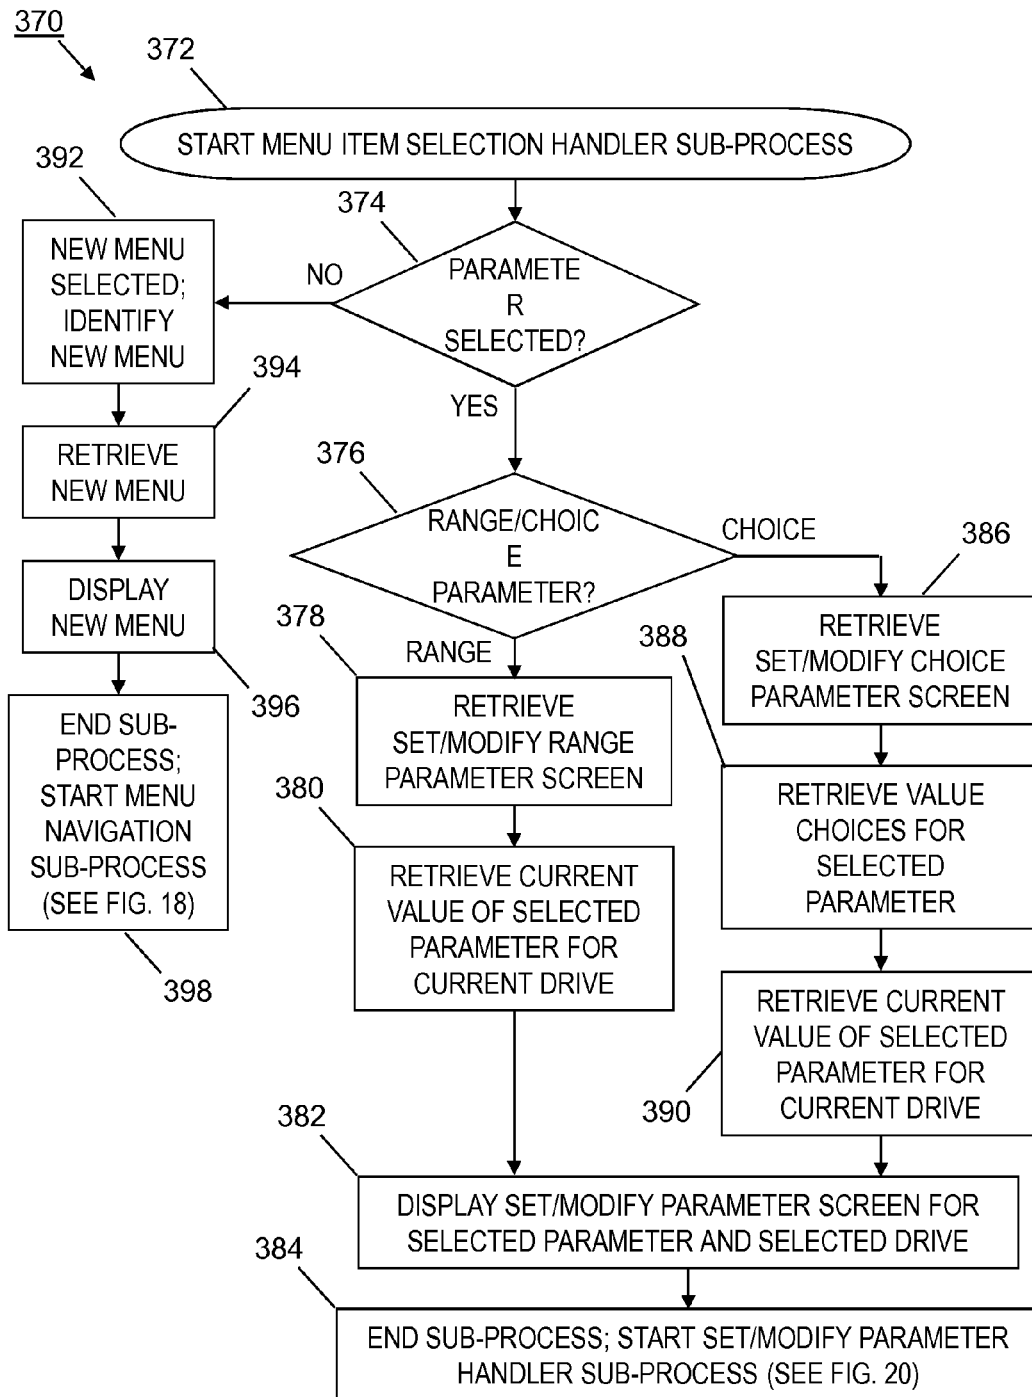 370
372
START MENU ITEM SELECTION HANDLER SUB-PROCESS
392
374
NEW MENU
SELECTED;
IDENTIFY
NEW MENU
NO
PARAMETE
R
SELECTED?
394
YES
RETRIEVE
NEW MENU
376
RANGE/CHOIC
E
PARAMETER?
CHOICE
386
DISPLAY
NEW MENU
396
378
RANGE
388
RETRIEVE
SET/MODIFY CHOICE
PARAMETER SCREEN
END SUB-
PROCESS;
START MENU
NAVIGATION
SUB-PROCESS
(SEE FIG. 18)
398
RETRIEVE
SET/MODIFY RANGE
PARAMETER SCREEN
380
RETRIEVE VALUE
CHOICES FOR
SELECTED
PARAMETER
RETRIEVE CURRENT
VALUE OF SELECTED
PARAMETER FOR
CURRENT DRIVE
RETRIEVE CURRENT
VALUE OF SELECTED
PARAMETER FOR
CURRENT DRIVE
390
382
DISPLAY SET/MODIFY PARAMETER SCREEN FOR
SELECTED PARAMETER AND SELECTED DRIVE
384
END SUB-PROCESS; START SET/MODIFY PARAMETER
HANDLER SUB-PROCESS (SEE FIG. 20)